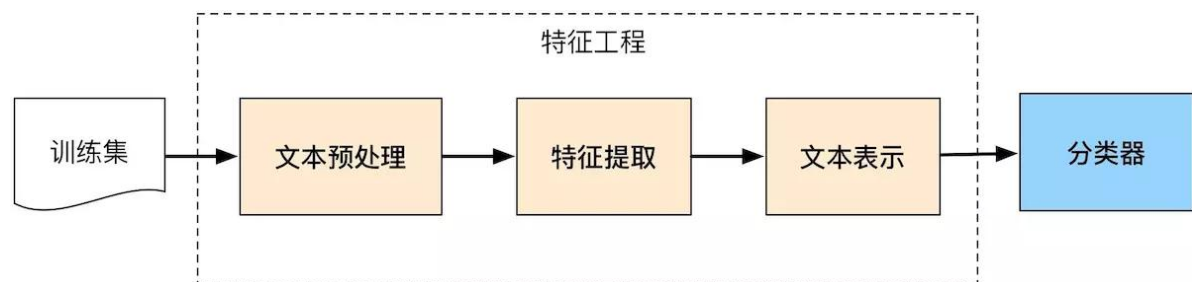 特征工程
训练集
文本预处理
特征提取
文本表示
分类器